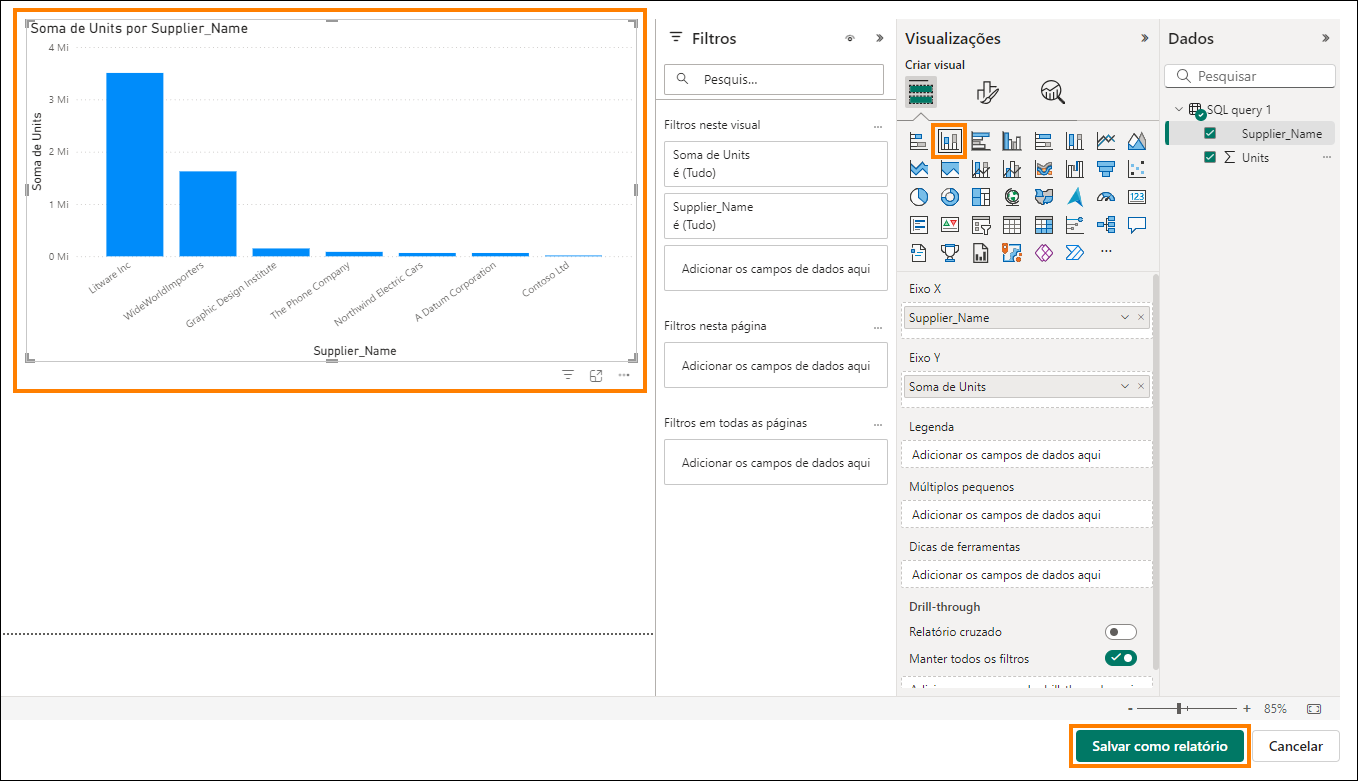 Soma de Units por Supplier_Name
4 Mi
3 Mi
2 Mi
1 Mi
0 Mi
Soma de Units
Litware Inc
WideWorldImporters
Graphic Design Institute
The Phone Company
Northwind Electric Cars
A Datum Corporation
Contoso Ltd
Supplier_Name
Filtros
Pesquis...
Filtros neste visual
Soma de Units
é (Tudo)
Supplier_Name
é (Tudo)
Adicionar os campos de dados aqui
Filtros nesta página
Adicionar os campos de dados aqui
Filtros em todas as páginas
Adicionar os campos de dados aqui
Visualizações
Criar visual
123
Eixo X
Supplier_Name
Eixo Y
Soma de Units
Legenda
Adicionar os campos de dados aqui
Múltiplos pequenos
Adicionar os campos de dados aqui
Dicas de ferramentas
Adicionar os campos de dados aqui
Drill-through
Relatório cruzado
Manter todos os filtros
Dados
Pesquisar
SQL query 1
Supplier_Name
Units
- + 85%
Salvar como relatório
Cancelar